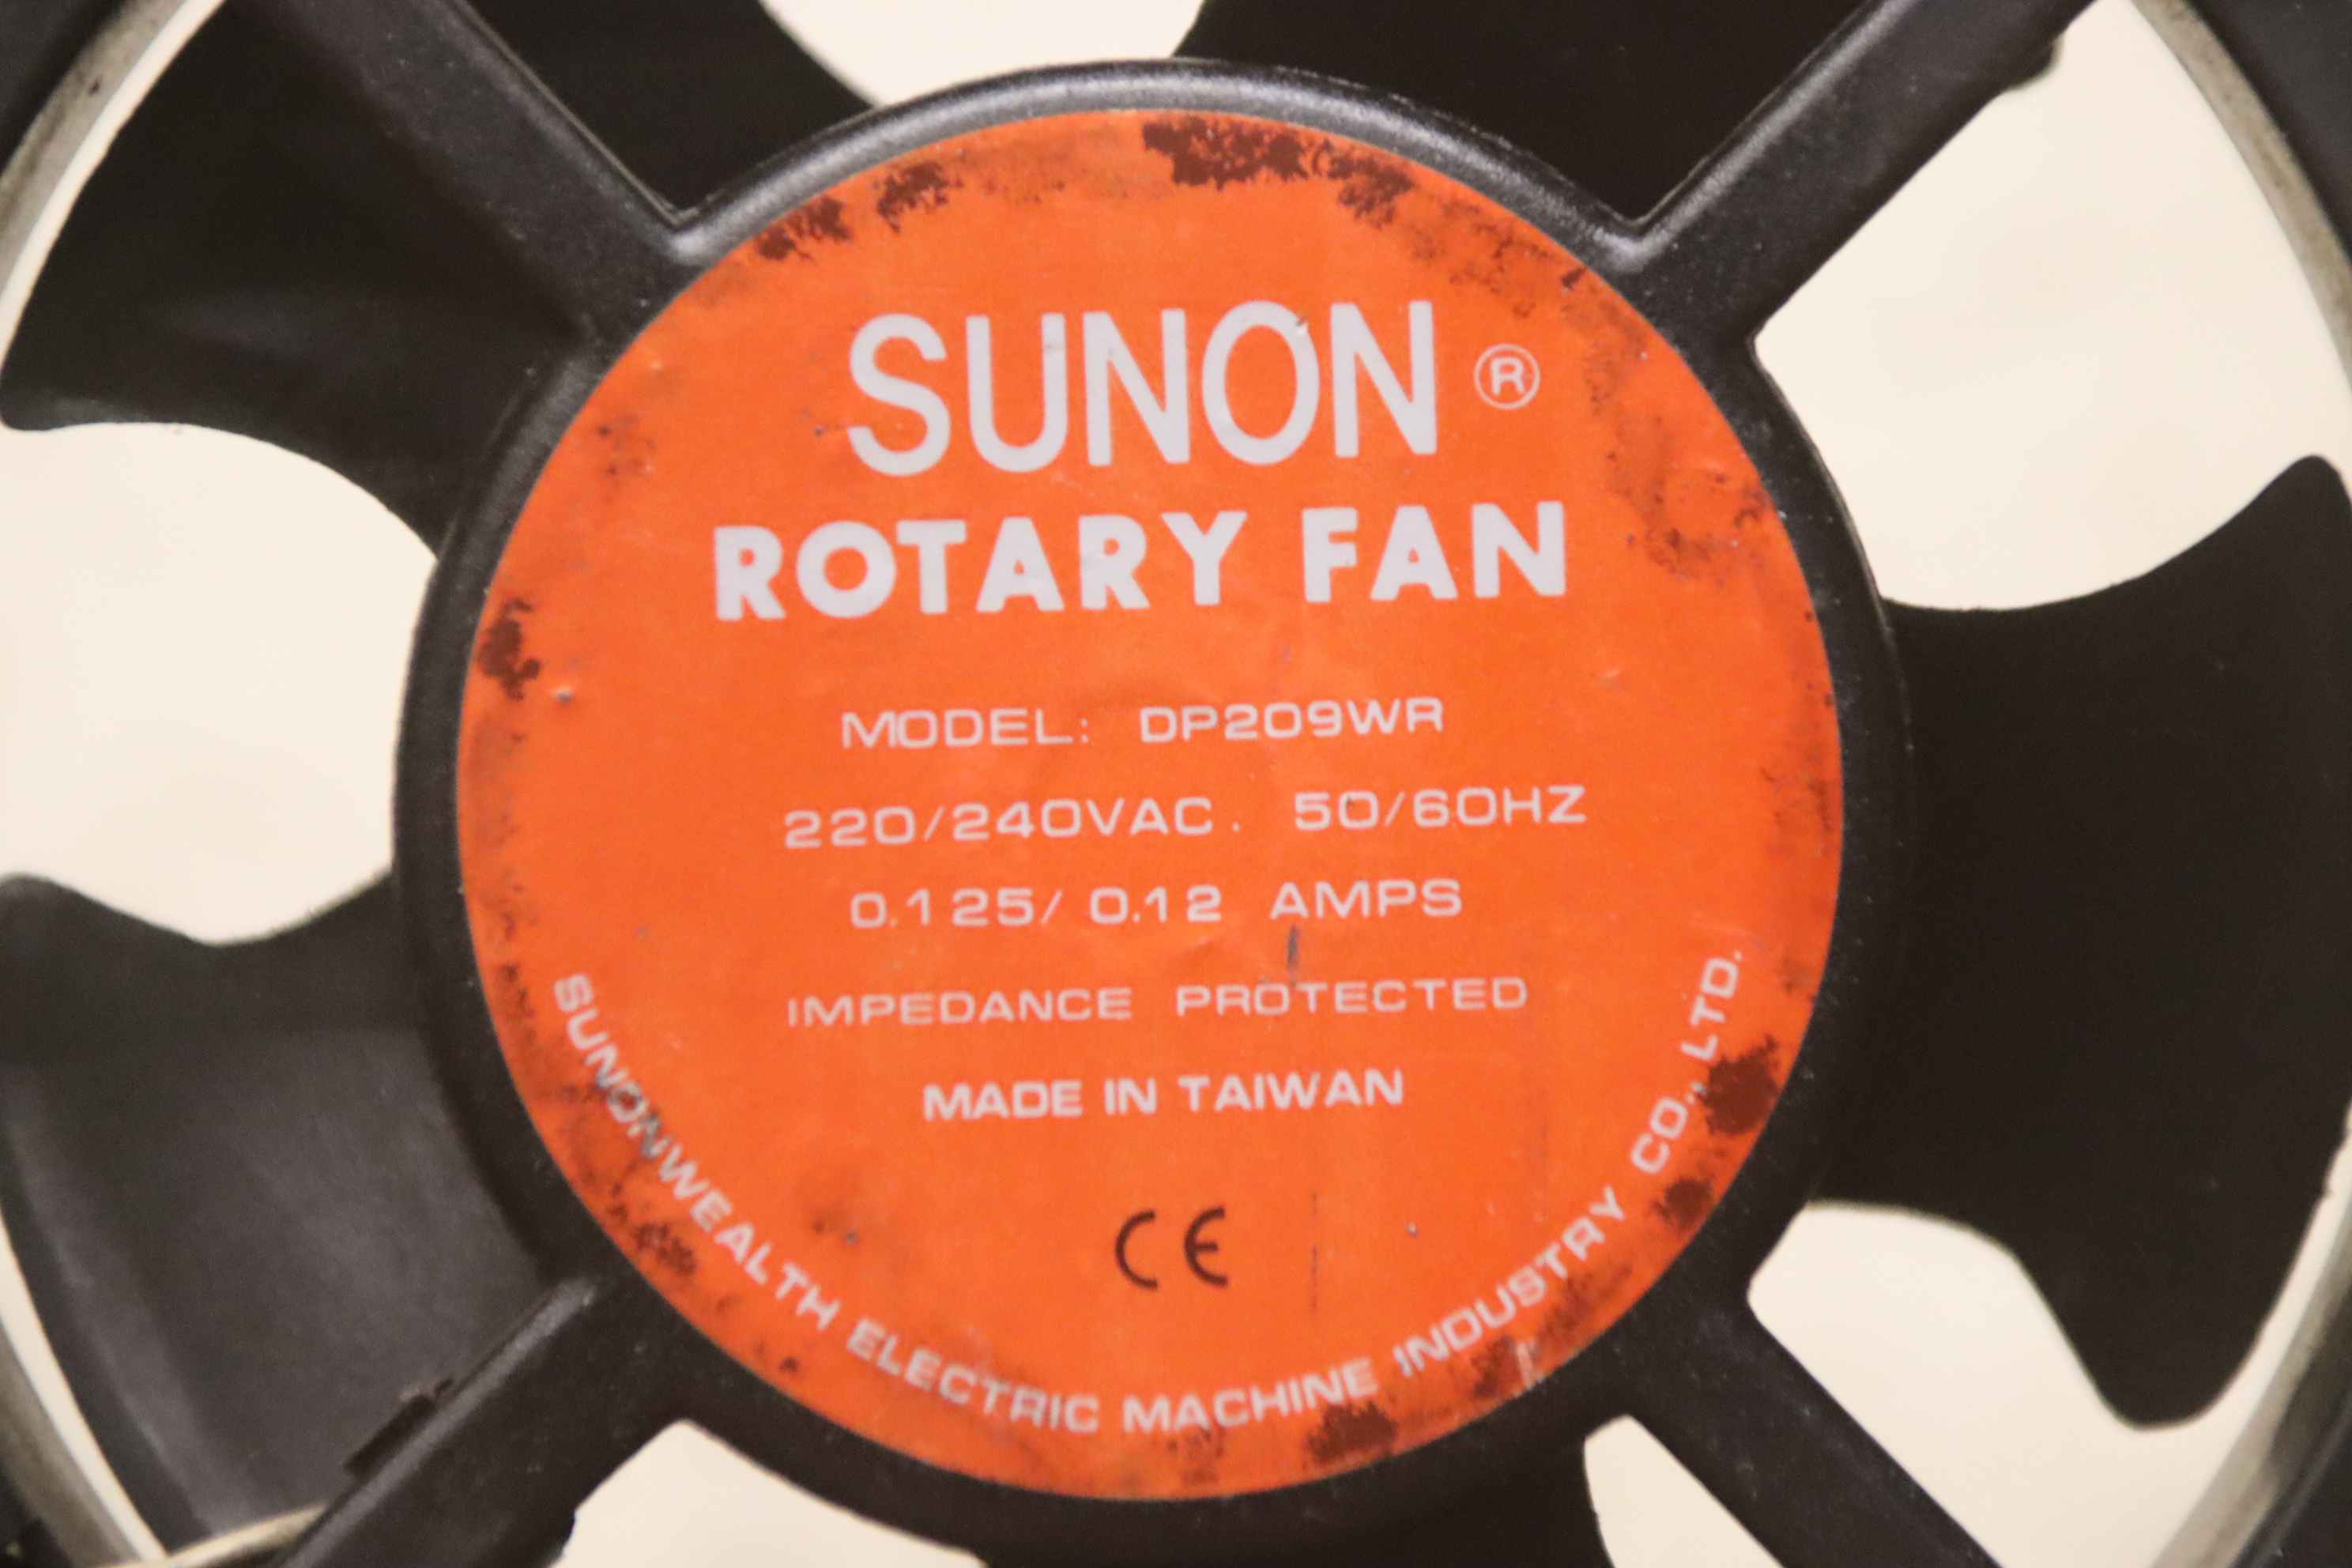 SUNON ®
ROTARY FAN
MODEL: DP209WR
220/240VAC. 50/60HZ
0.125/ 0.12 AMPS
IMPEDANCE PROTECTED
MADE IN TAIWAN
CE
SUNONWEALTH ELECTRIC MACHINE INDUSTRY CO., LTD.